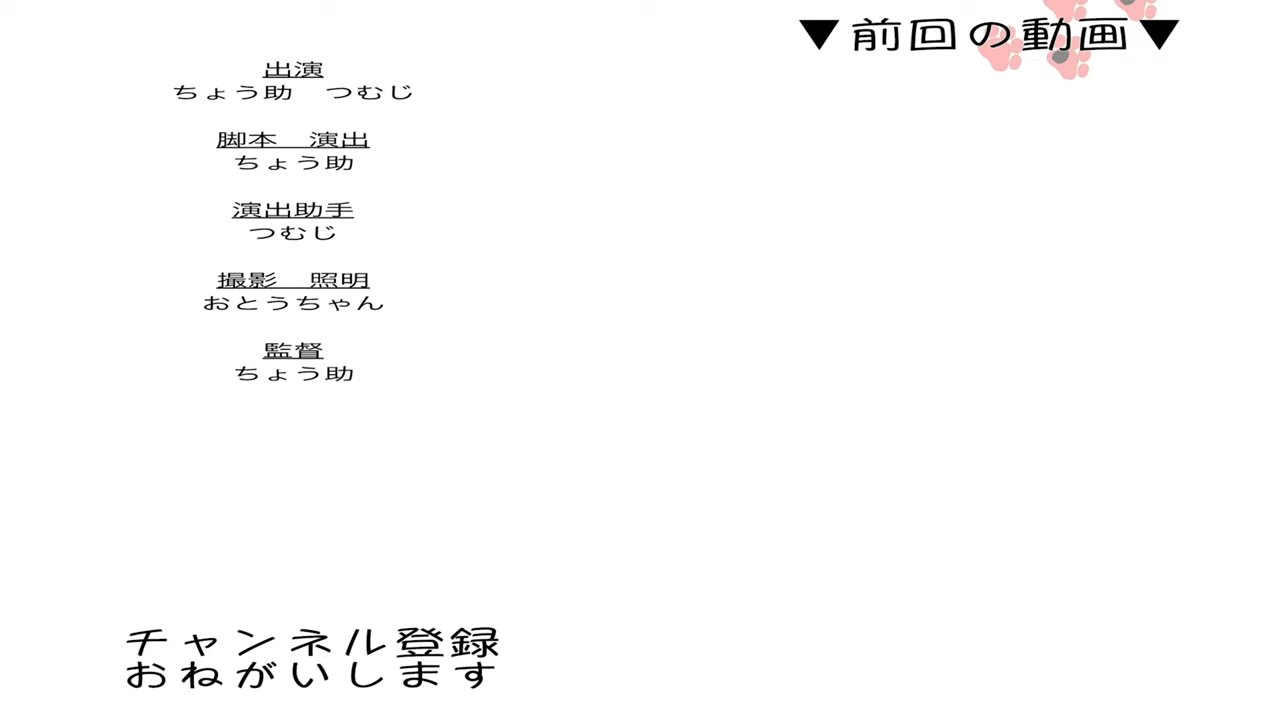 ▼前回の動画▼
出演
ちょう助　つむじ
脚本　演出
ちょう助
演出助手
つむじ
撮影　照明
おとうちゃん
監督
ちょう助
チャンネル登録
おねがいします